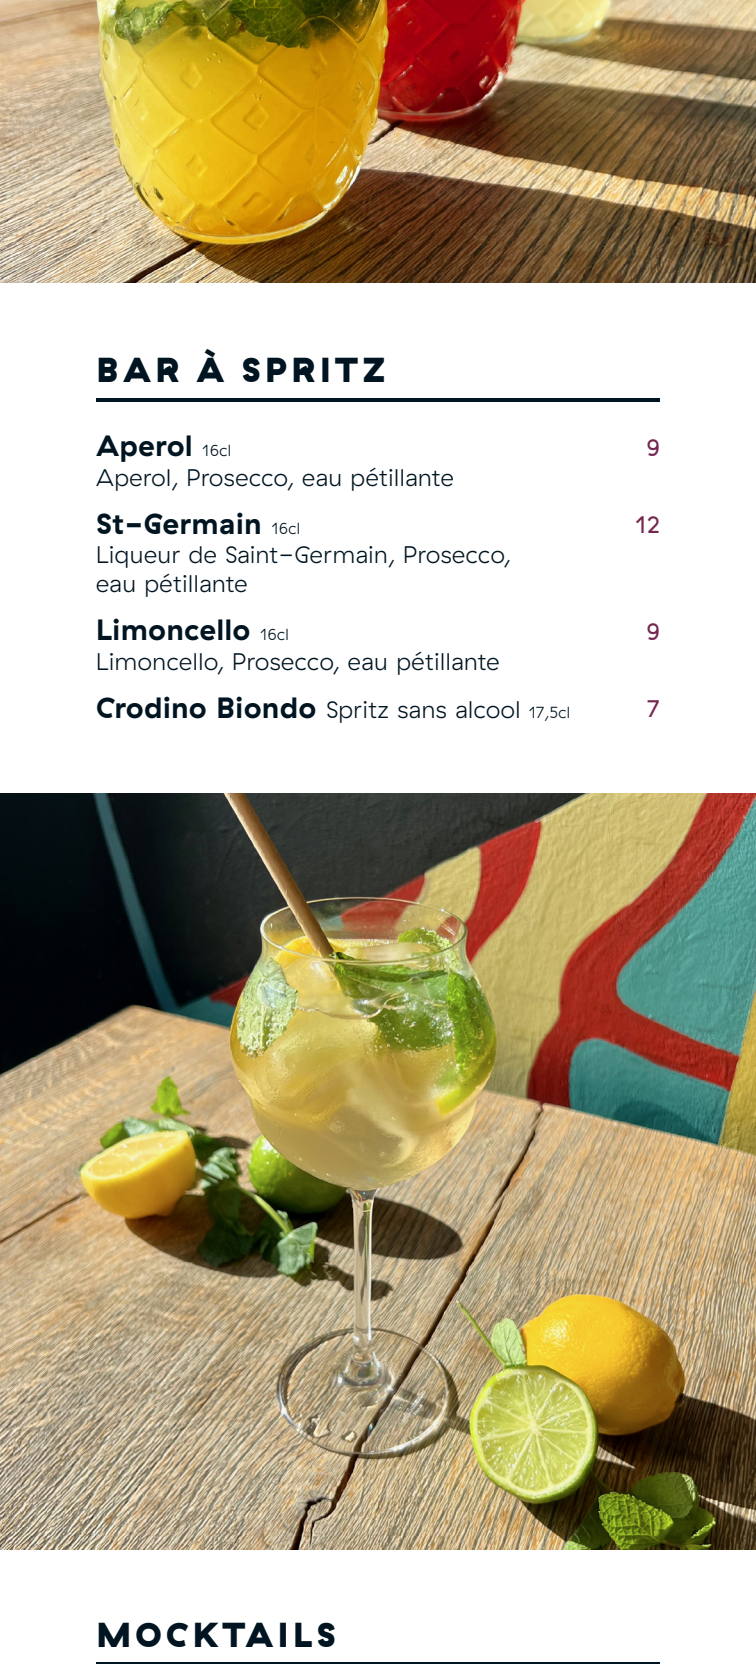 BAR À SPRITZ
Aperol 16cl 9
Aperol, Prosecco, eau pétillante
St-Germain 16cl 12
Liqueur de Saint-Germain, Prosecco,
eau pétillante
Limoncello 16cl 9
Limoncello, Prosecco, eau pétillante
Crodino Biondo Spritz sans alcool 17,5cl 7
MOCKTAILS